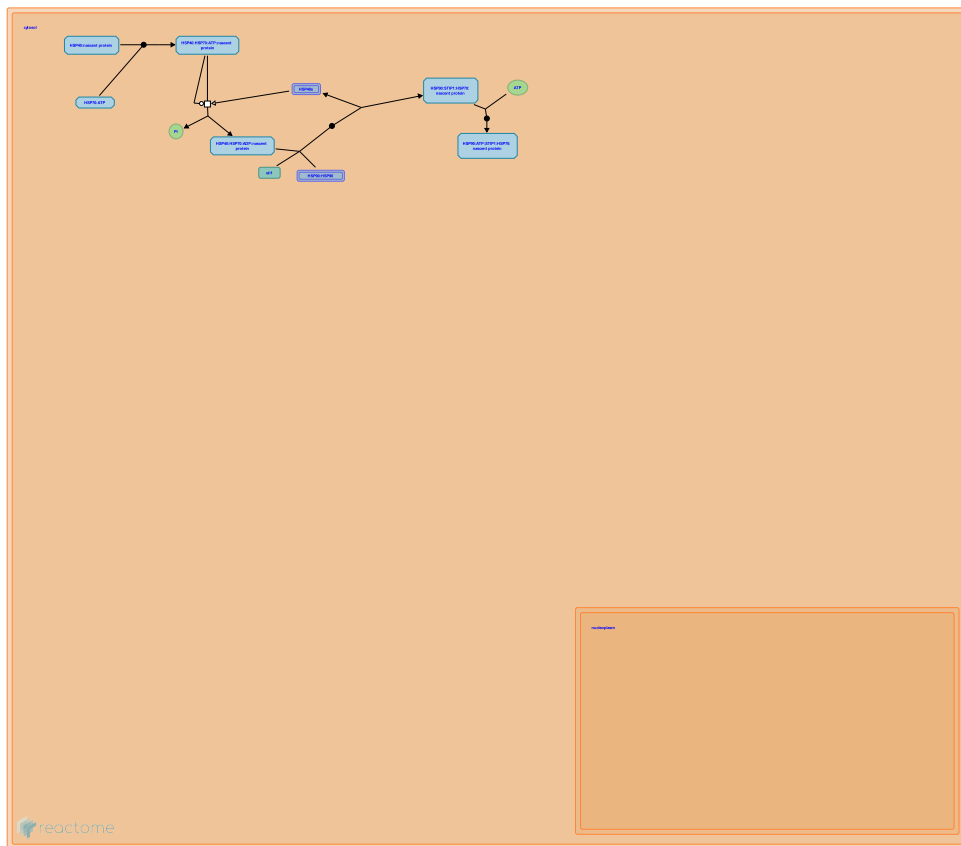 cytosol
HSP40:nascent protein
HSP40:HSP70:ATP:nascent
protein
HSP70:ATP
HSP40s
HSP90:STIP1:HSP70:
nascent protein
ATP
Pi
HSP40:HSP70:ADP:nascent
protein
HSP90:ATP:STIP1:HSP70:
nascent protein
HSP90:HSP90
nucleoplasm
reactome